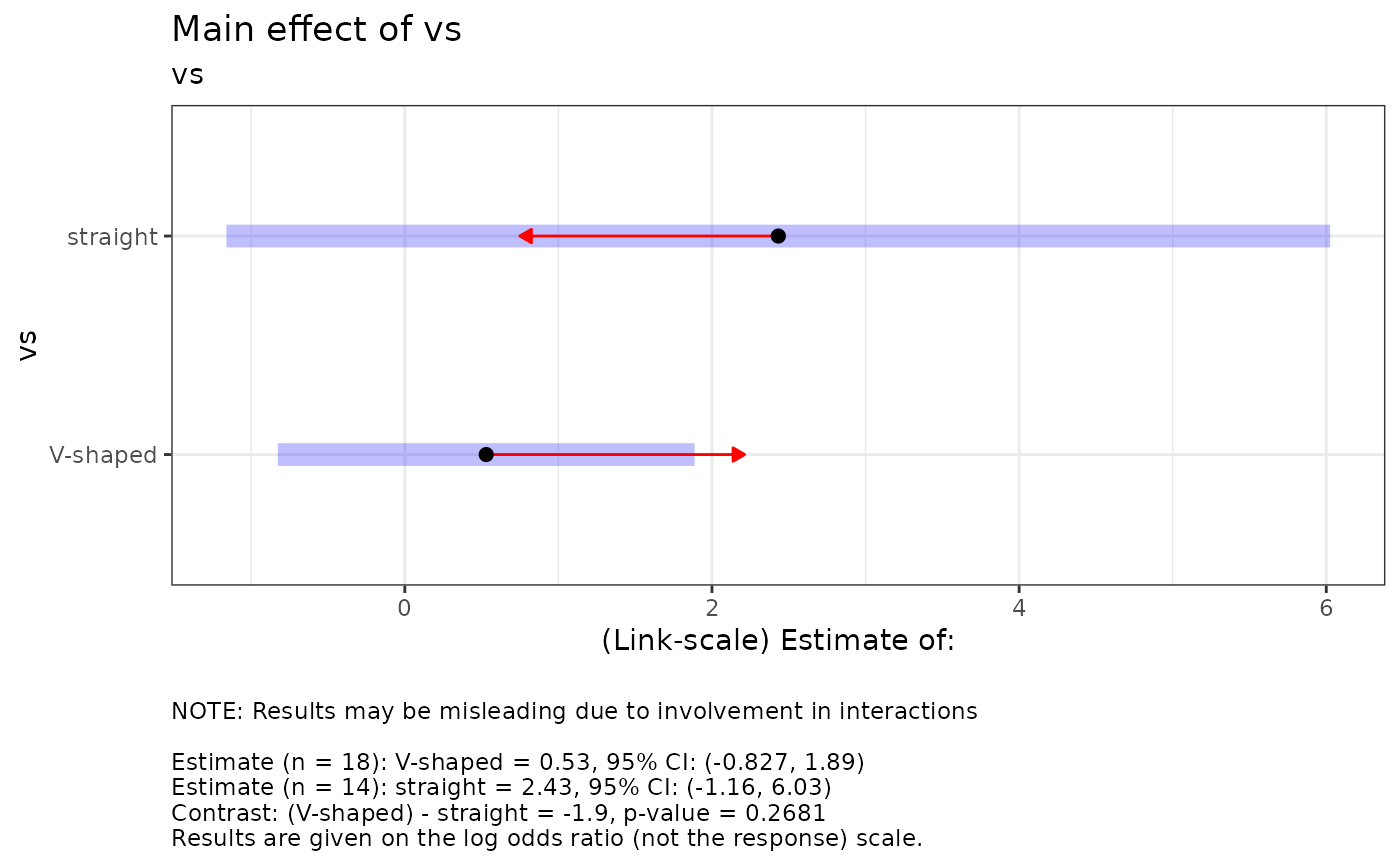 Main effect of vs
vs
straight
vs
V-shaped
0 2 4 6
(Link-scale) Estimate of:
NOTE: Results may be misleading due to involvement in interactions
Estimate (n = 18): V-shaped = 0.53, 95% CI: (-0.827, 1.89)
Estimate (n = 14): straight = 2.43, 95% CI: (-1.16, 6.03)
Contrast: (V-shaped) - straight = -1.9, p-value = 0.2681
Results are given on the log odds ratio (not the response) scale.